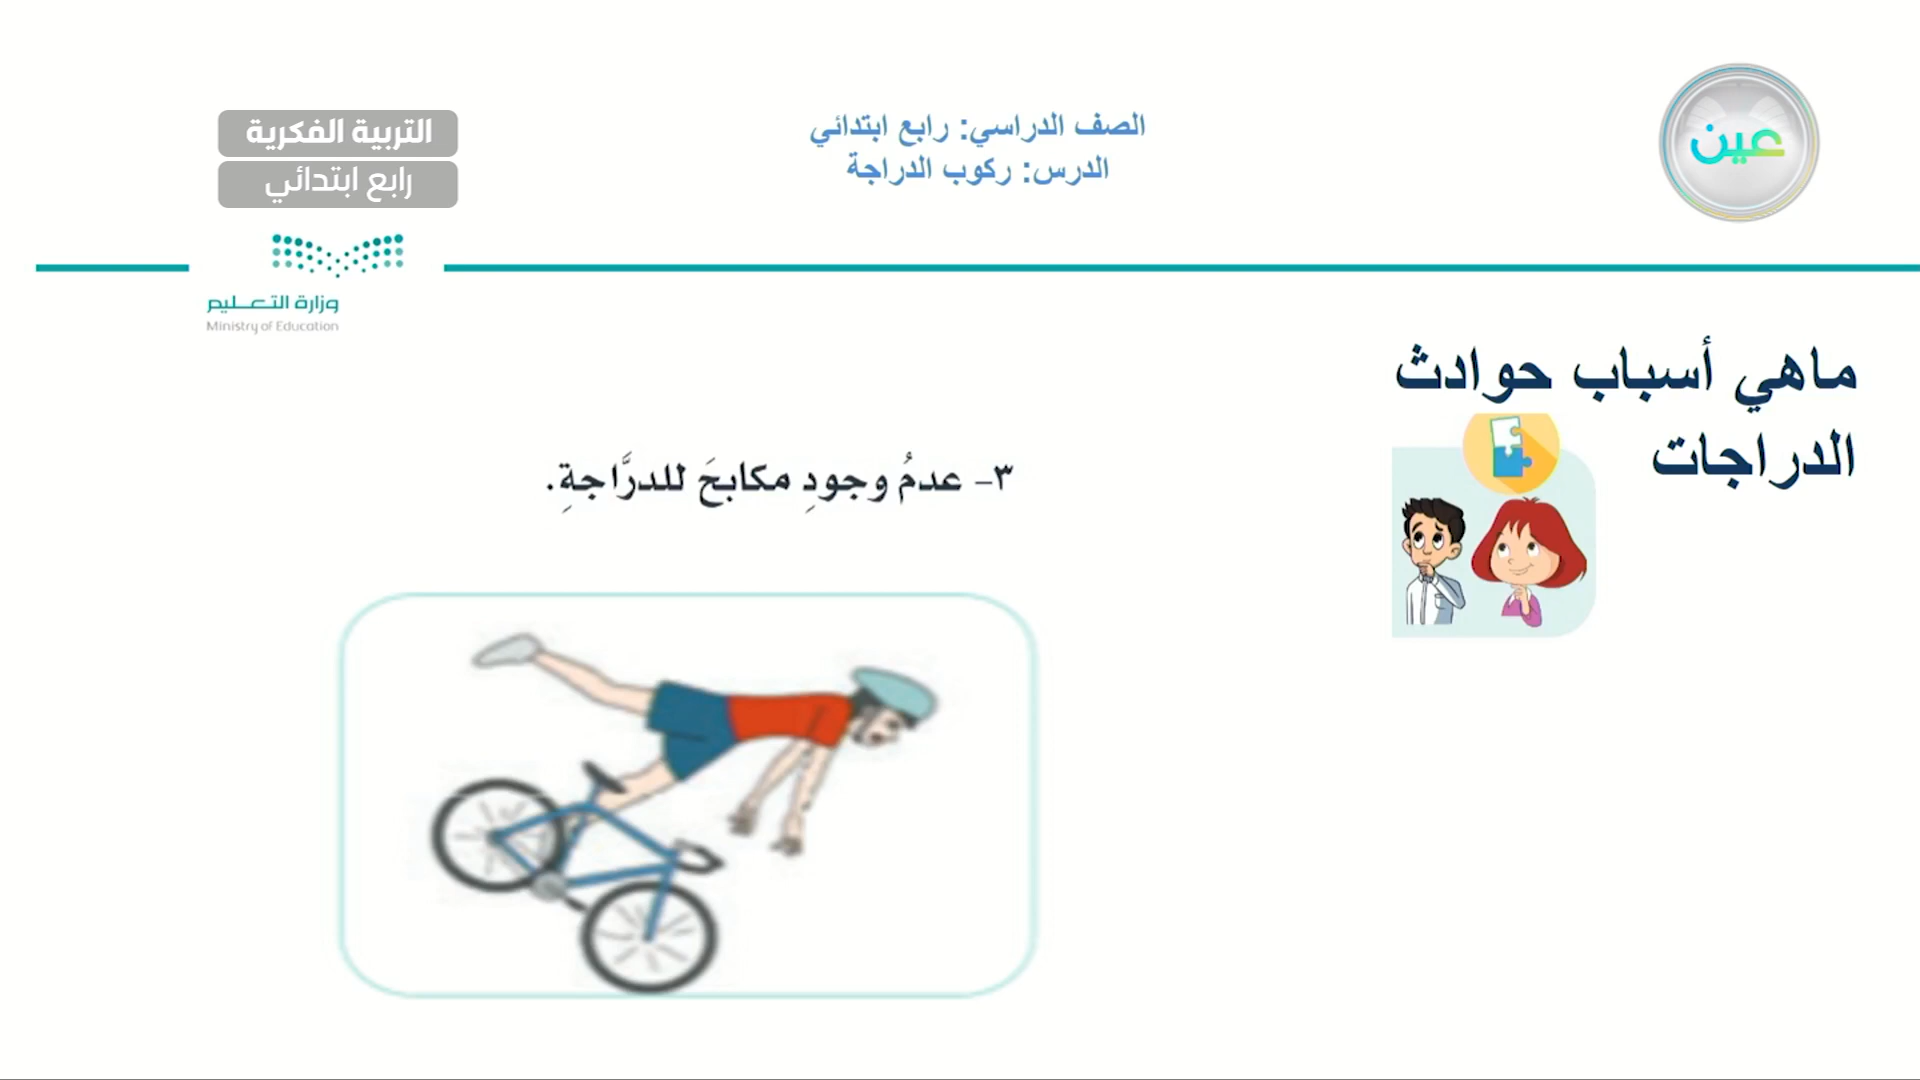 الصف الدراسي: رابع ابتدائي
الدرس: ركوب الدراجة
عين
التربية الفكرية
رابع ابتدائي
وزارة التعـــليم
Ministry of Education
ماهي أسباب حوادث
الدراجات
٣- عدمُ وجودِ مكابحَ للدرَّاجةِ.